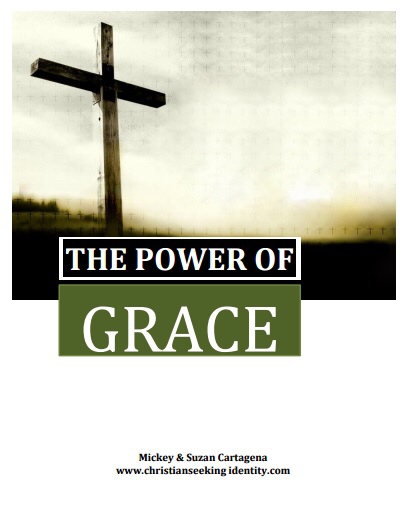 THE POWER OF
GRACE
Mickey & Suzan Cartagena
www.christianseeking identity.com